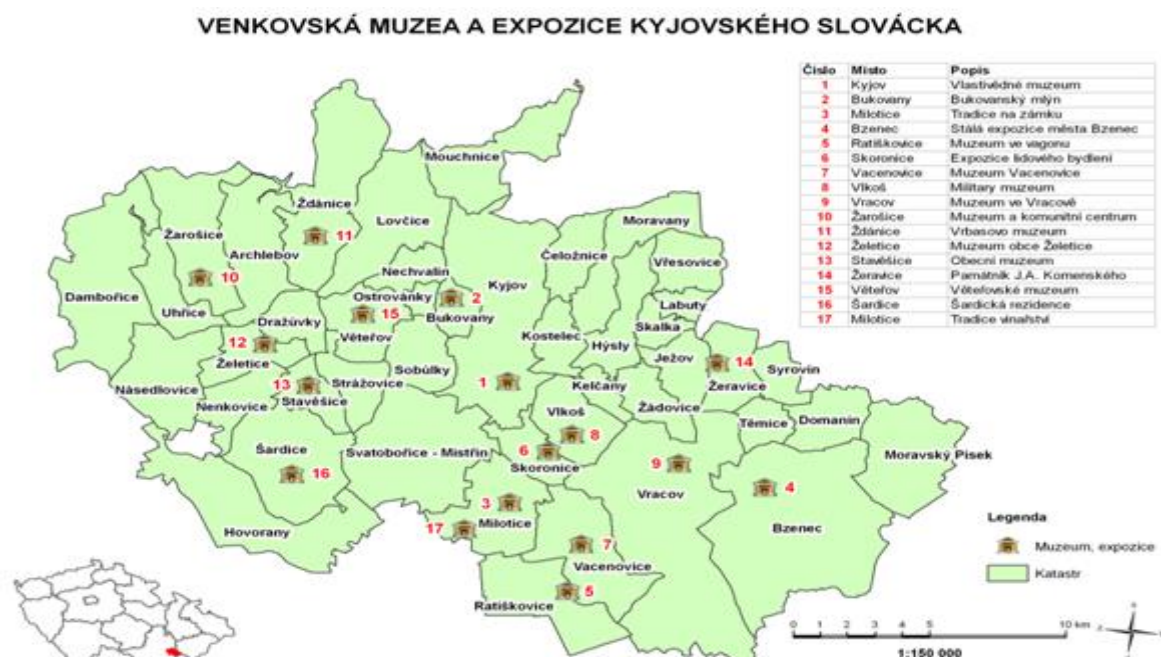 VENKOVSKÁ MUZEA A EXPOZICE KYJOVSKÉHO SLOVÁCKA
Číslo Místo Popis
1 Kyjov Vlastivědné muzeum
2 Bukovany Bukovanský mlýn
3 Milotice Tradice na zámku
4 Bzenec Stálá expozice města Bzenec
5 Ratíškovice Muzeum ve vagonu
6 Skoronice Expozice lidového bydlení
7 Vacenovice Muzeum Vacenovice
8 Vlkoš Military muzeum
9 Vracov Muzeum ve Vracově
10 Žarošice Muzeum a komunitní centrum
11 Ždánice Vrbasovo muzeum
12 Želetice Muzeum obce Želetice
13 Stavěšice Obecní muzeum
14 Žeravice Památník J.A. Komenského
15 Věteřov Věteřovské muzeum
16 Šardice Šardická rezidence
17 Milotice Tradice vinařství
Mouchnice
Ždánice
11
Lovčice
Moravany
Žarošice
Archlebov
10
Nechvalín
Čeložnice
Vřesovice
Kyjov
Dambořice
Ostrovánky
2
Uhřice
15
Bukovany
Labuty
Dražůvky
Skalka
Věteřov
Kostelec
12
Hýsly
Ježov
14
Želetice
Sobůlky
Syrovín
Násedlovice
13
Strážovice
1
Kelčany
Žeravice
Nenkovice
Stavěšice
Vlkoš
Žádovice
Domanín
Těmice
8
Šardice
Svatobořice - Mistřín
6
Skoronice
9
Moravský Písek
16
Vracov
4
3
Bzenec
Hovorany
17
Milotice
7
Vacenovice
5
Ratíškovice
Legenda
Muzeum, expozice
Katastr
0 1 2 3 4 5 10 km
1:150 000